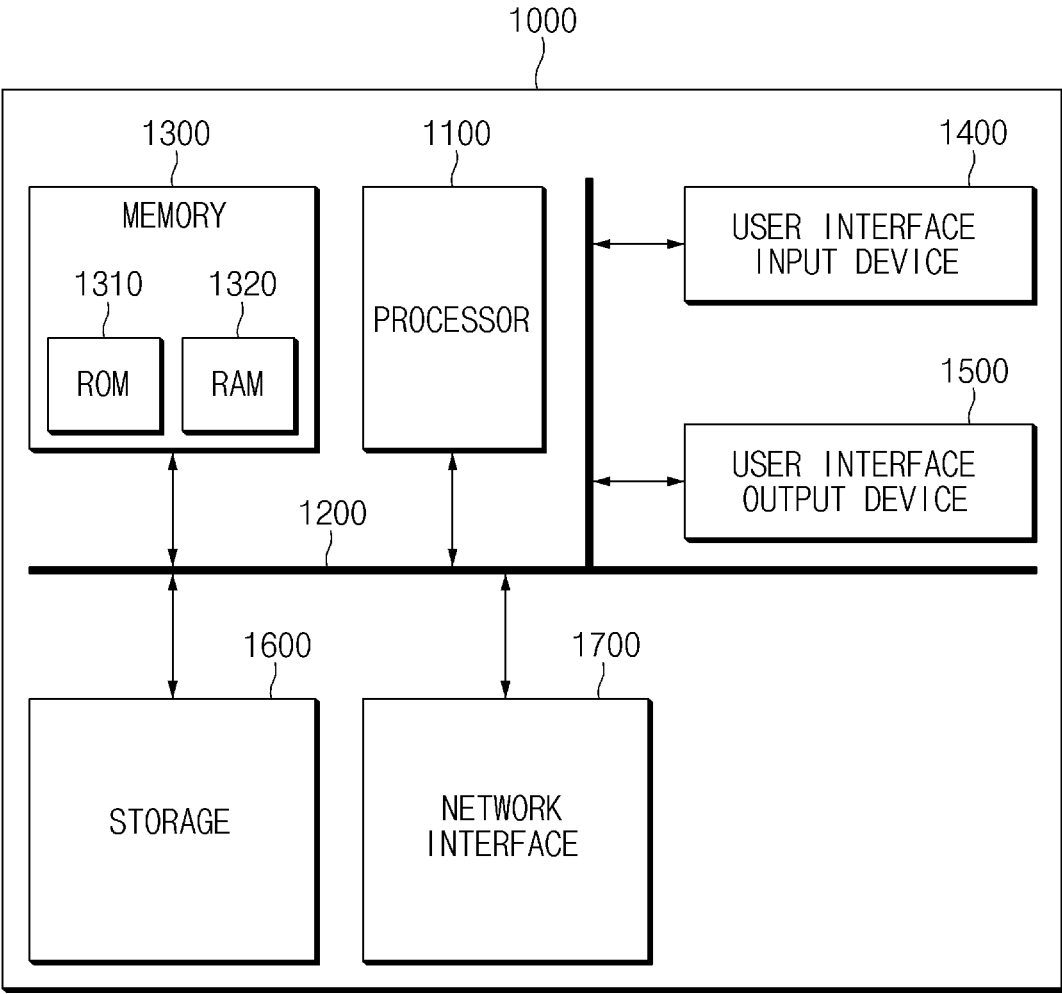 1000
1300
1100
1400
MEMORY
1310
1320
ROM
RAM
PROCESSOR
USER INTERFACE
INPUT DEVICE
1500
USER INTERFACE
OUTPUT DEVICE
1200
1600
1700
STORAGE
NETWORK
INTERFACE